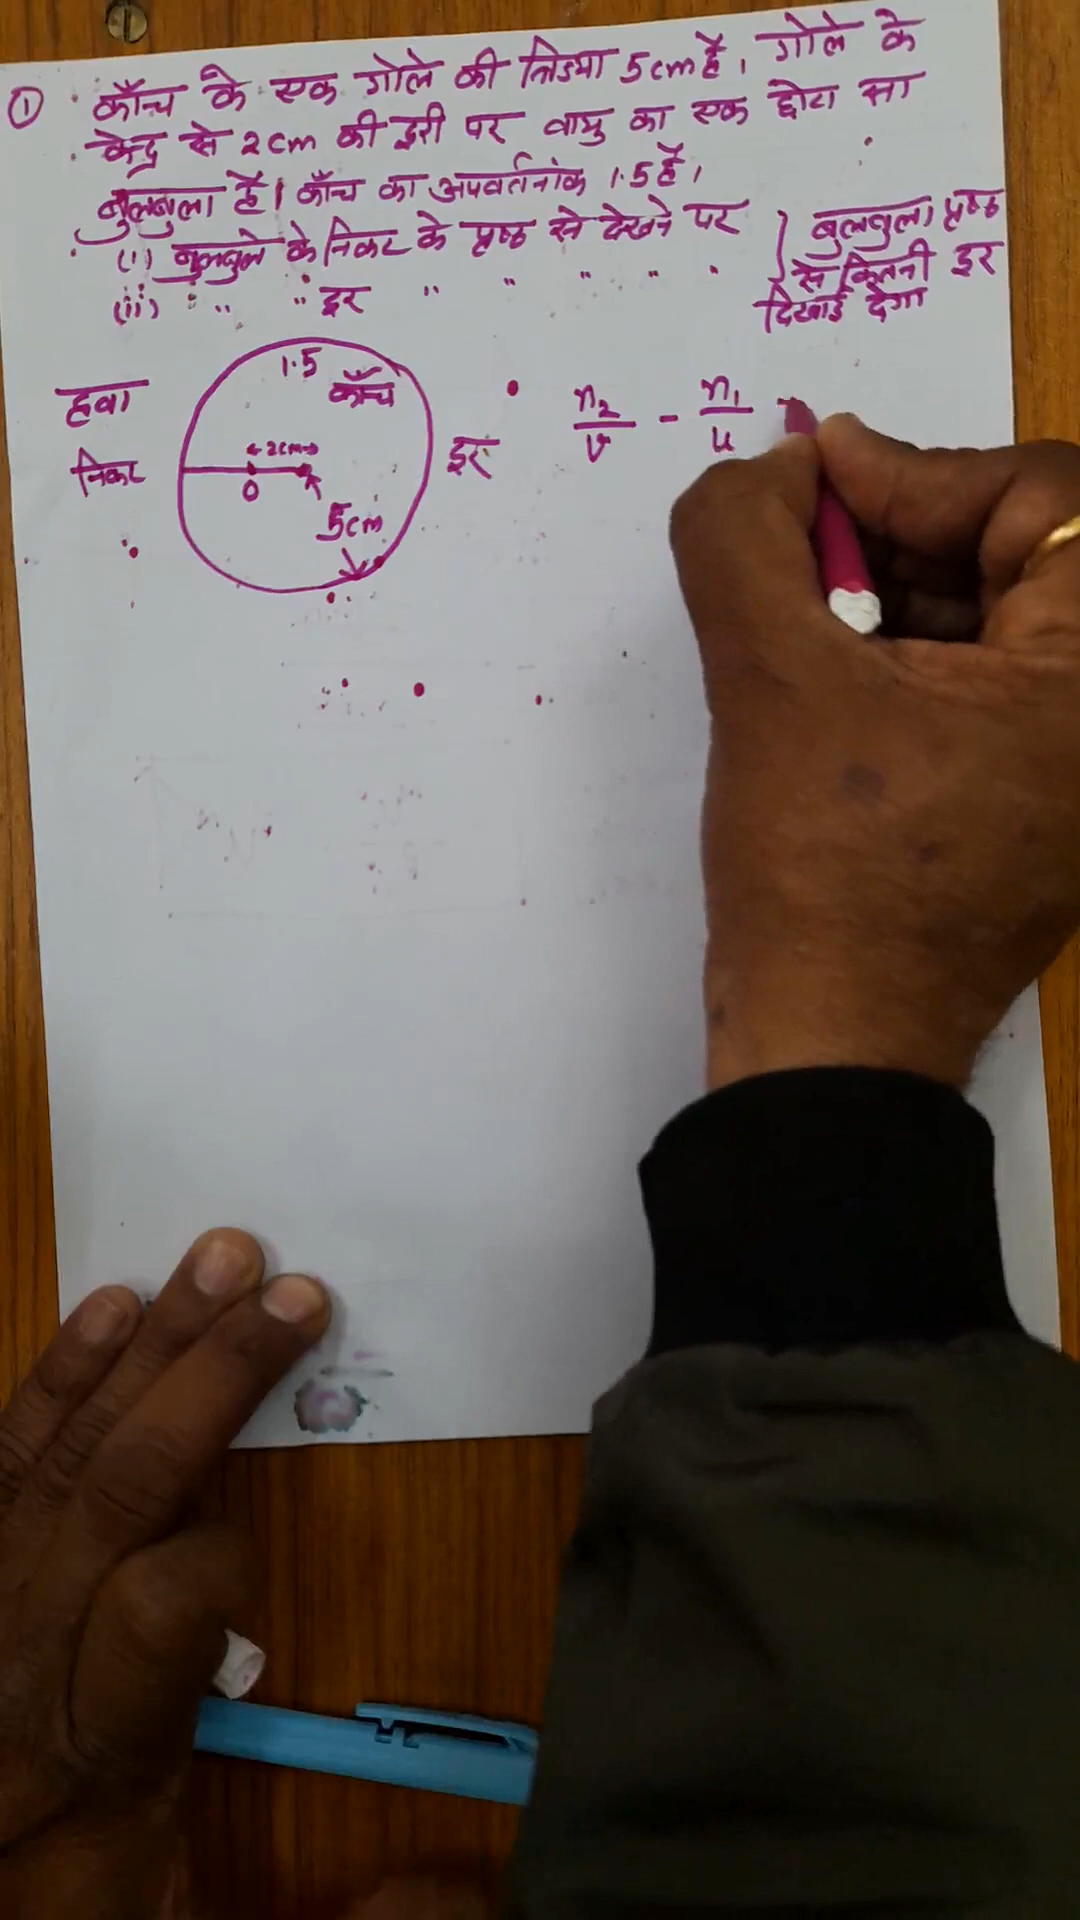 ① काँच के एक गोले की त्रिज्या 5cm है। गोले के
केन्द्र से 2cm की दूरी पर वायु का एक छोटा सा
बुलबुला है। काँच का अपवर्तनांक 1.5 है।
(i) बुलबुले के निकट के पृष्ठ से देखने पर } बुलबुला पृष्ठ
(ii) " " दूर " " " " . से कितनी दूर
दिखाई देगा
1.5
हवा काँच n₂/v - n₁/u
निकट ←2cm→ दूर
O A
5cm